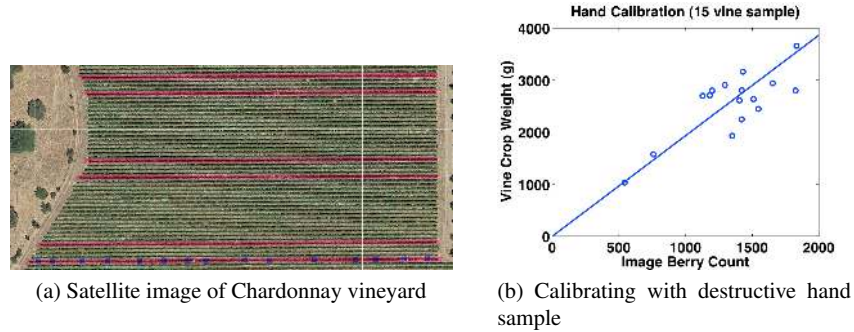 Hand Calibration (15 vine sample)
4000
3000
2000
1000
0
Vine Crop Weight (g)
0
500
1000
1500
2000
Image Berry Count
(a) Satellite image of Chardonnay vineyard
(b) Calibrating with destructive hand
sample